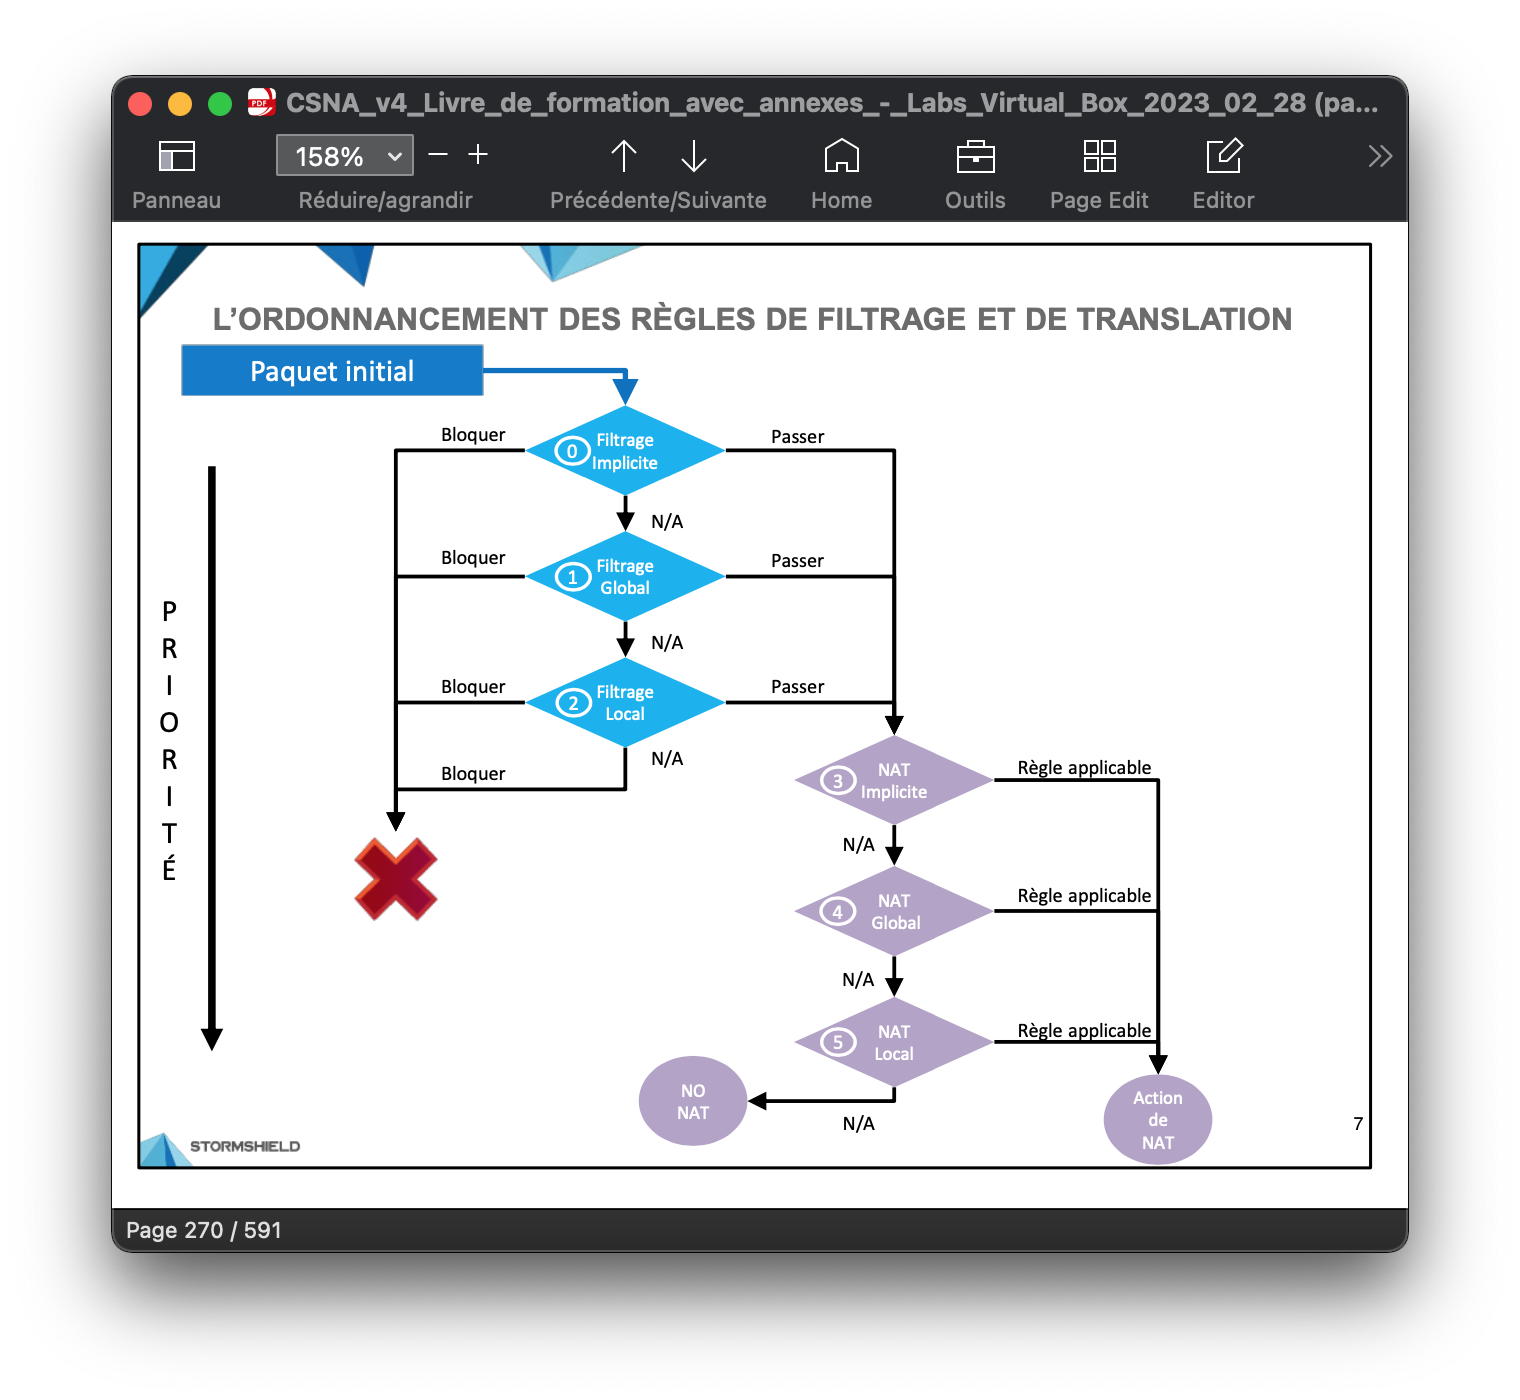 CSNA_v4_Livre_de_formation_avec_annexes_-_Labs_Virtual_Box_2023_02_28 (pa...
158%
Panneau
Réduire/agrandir
Précédente/Suivante
Home
Outils
Page Edit
Editor
L'ORDONNANCEMENT DES RÈGLES DE FILTRAGE ET DE TRANSLATION
Paquet initial
Bloquer
0
Filtrage
Implicite
Passer
N/A
Bloquer
1
Filtrage
Global
Passer
N/A
Bloquer
2
Filtrage
Local
Passer
N/A
Bloquer
PRIORITÉ
3
NAT
Implicite
Règle applicable
N/A
4
NAT
Global
Règle applicable
N/A
5
NAT
Local
Règle applicable
N/A
NO
NAT
Action
de
NAT
STORMSHIELD
7
Page 270 / 591